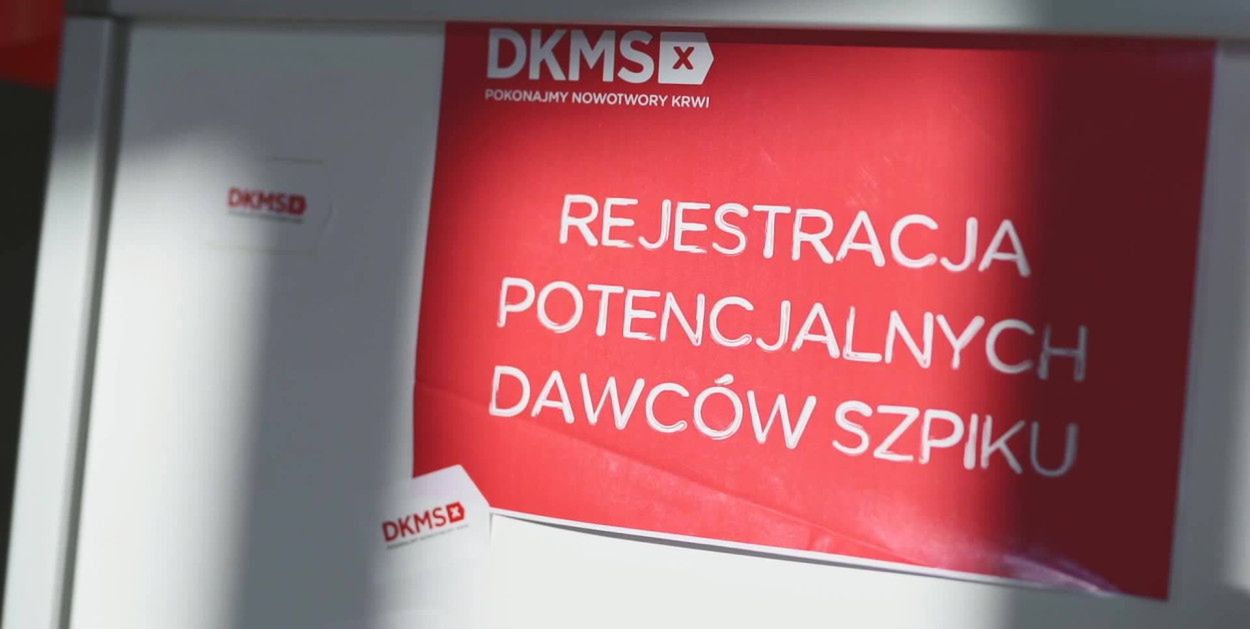 DKMS x
POKONAJMY NOWOTWORY KRWI
REJESTRACJA
POTENCJALNYCH
DAWCÓW SZPIKU
DKMS
DKMS x